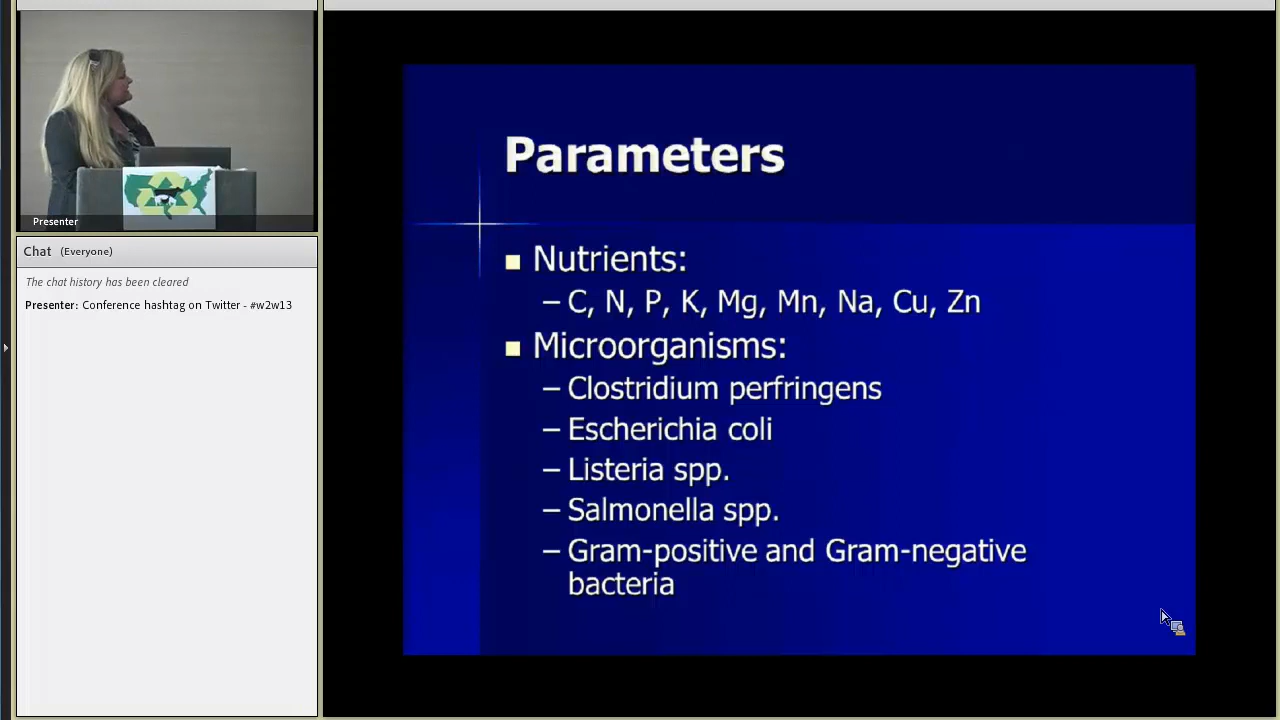 Presenter
Chat (Everyone)
The chat history has been cleared
Presenter: Conference hashtag on Twitter - #w2w13
Parameters
Nutrients:
– C, N, P, K, Mg, Mn, Na, Cu, Zn
Microorganisms:
– Clostridium perfringens
– Escherichia coli
– Listeria spp.
– Salmonella spp.
– Gram-positive and Gram-negative
bacteria